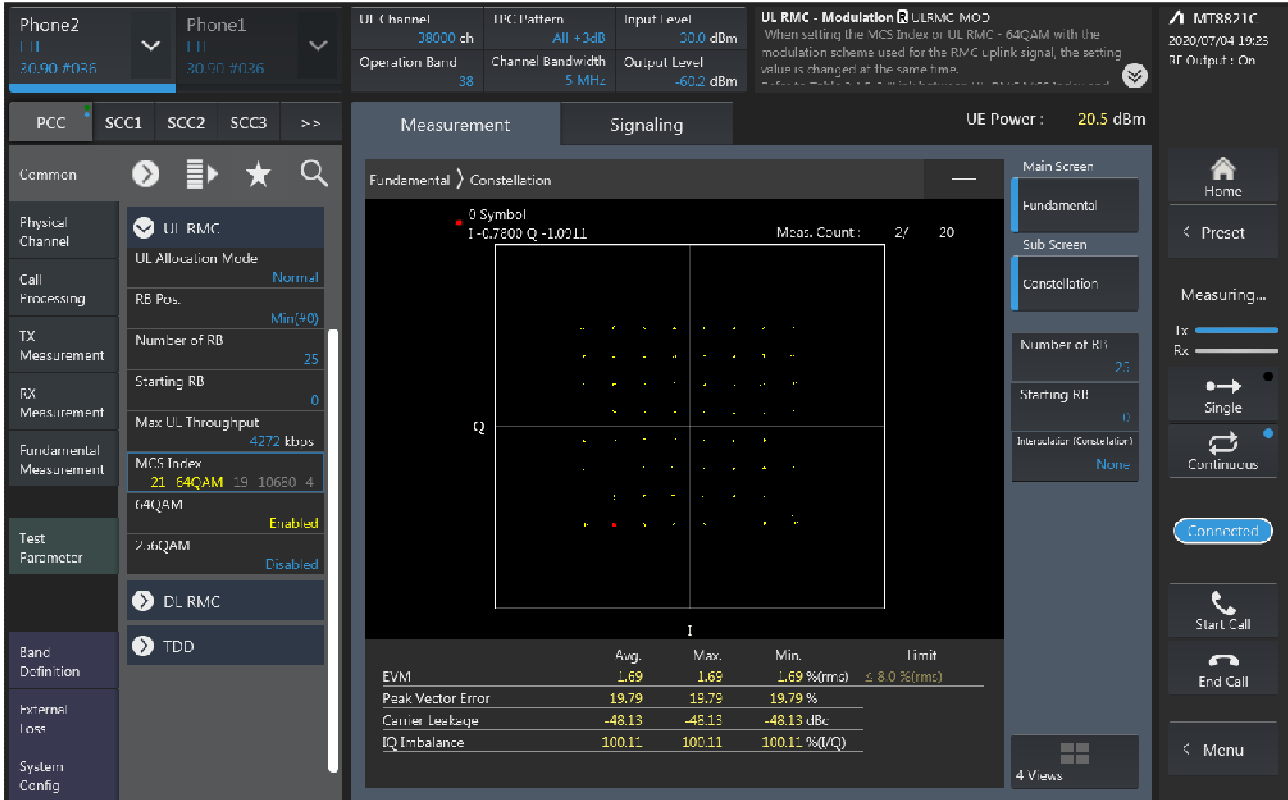 Phone2
LTE
30.90 #036
Phone1
LTE
30.90 #036
UL Channel
38000 ch
TPC Pattern
All +3dB
Input Level
30.0 dBm
Operation Band
38
Channel Bandwidth
5 MHz
Output Level
-60.2 dBm
UL RMC - Modulation R ULRMC_MOD
When setting the MCS Index or UL RMC - 64QAM with the
modulation scheme used for the RMC uplink signal, the setting
value is changed at the same time.
MT8821C
2020/07/04 19:23
RF Output : On
PCC
SCC1
SCC2
SCC3
>>
Measurement
Signaling
UE Power : 20.5 dBm
Common
Physical
Channel
Call
Processing
TX
Measurement
RX
Measurement
Fundamental
Measurement
Test
Parameter
Band
Definition
External
Loss
System
Config
UL RMC
UL Allocation Mode
Normal
RB Pos.
Min(#0)
Number of RB
25
Starting RB
0
Max UL Throughput
4272 kbps
MCS Index
21 64QAM 19 10680 4
64QAM
Enabled
256QAM
Disabled
DL RMC
TDD
Fundamental > Constellation
0 Symbol
I -0.7800 Q -1.0911
Meas. Count : 2/ 20
Q
I
Avg. Max. Min. Limit
EVM 1.69 1.69 1.69 %(rms) ≤ 8.0 %(rms)
Peak Vector Error 19.79 19.79 19.79 %
Carrier Leakage -48.13 -48.13 -48.13 dBc
IQ Imbalance 100.11 100.11 100.11 %(I/Q)
Main Screen
Fundamental
Sub Screen
Constellation
Number of RB
25
Starting RB
0
Interpolation (Constellation)
None
4 Views
Home
< Preset
Measuring...
Tx
Rx
Single
Continuous
Connected
Start Call
End Call
< Menu